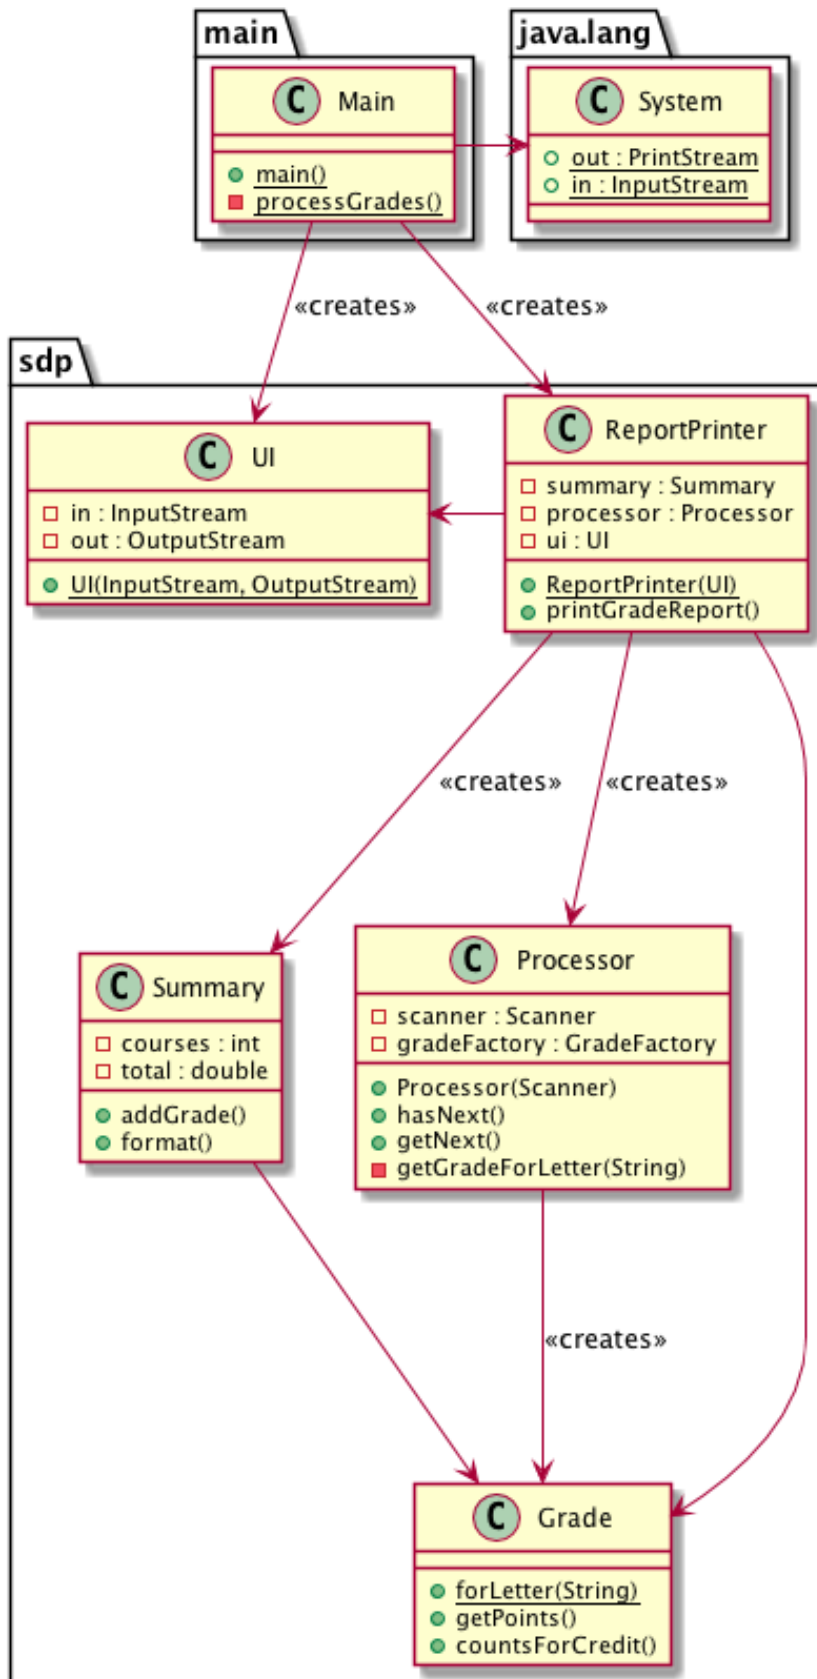 main
C Main
main()
processGrades()
java.lang
C System
out : PrintStream
in : InputStream
«creates»
«creates»
sdp
C UI
in : InputStream
out : OutputStream
UI(InputStream, OutputStream)
C ReportPrinter
summary : Summary
processor : Processor
ui : UI
ReportPrinter(UI)
printGradeReport()
«creates»
«creates»
C Summary
courses : int
total : double
addGrade()
format()
C Processor
scanner : Scanner
gradeFactory : GradeFactory
Processor(Scanner)
hasNext()
getNext()
getGradeForLetter(String)
«creates»
C Grade
forLetter(String)
getPoints()
countsForCredit()